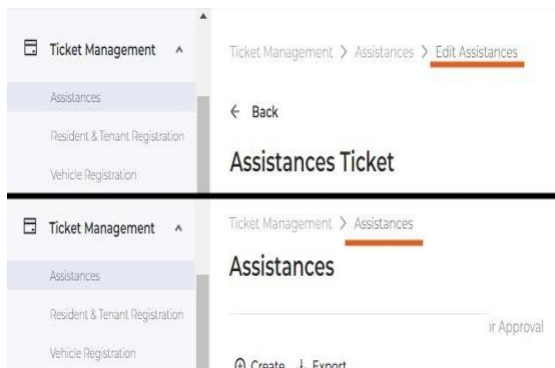 Ticket Management
Ticket Management > Assistances > Edit Assistances
Assistances
← Back
Resident & Tenant Registration
Assistances Ticket
Vehicle Registration
Ticket Management
Ticket Management > Assistances
Assistances
Assistances
Resident & Tenant Registration
Approval
Vehicle Registration
Create ↓ Export